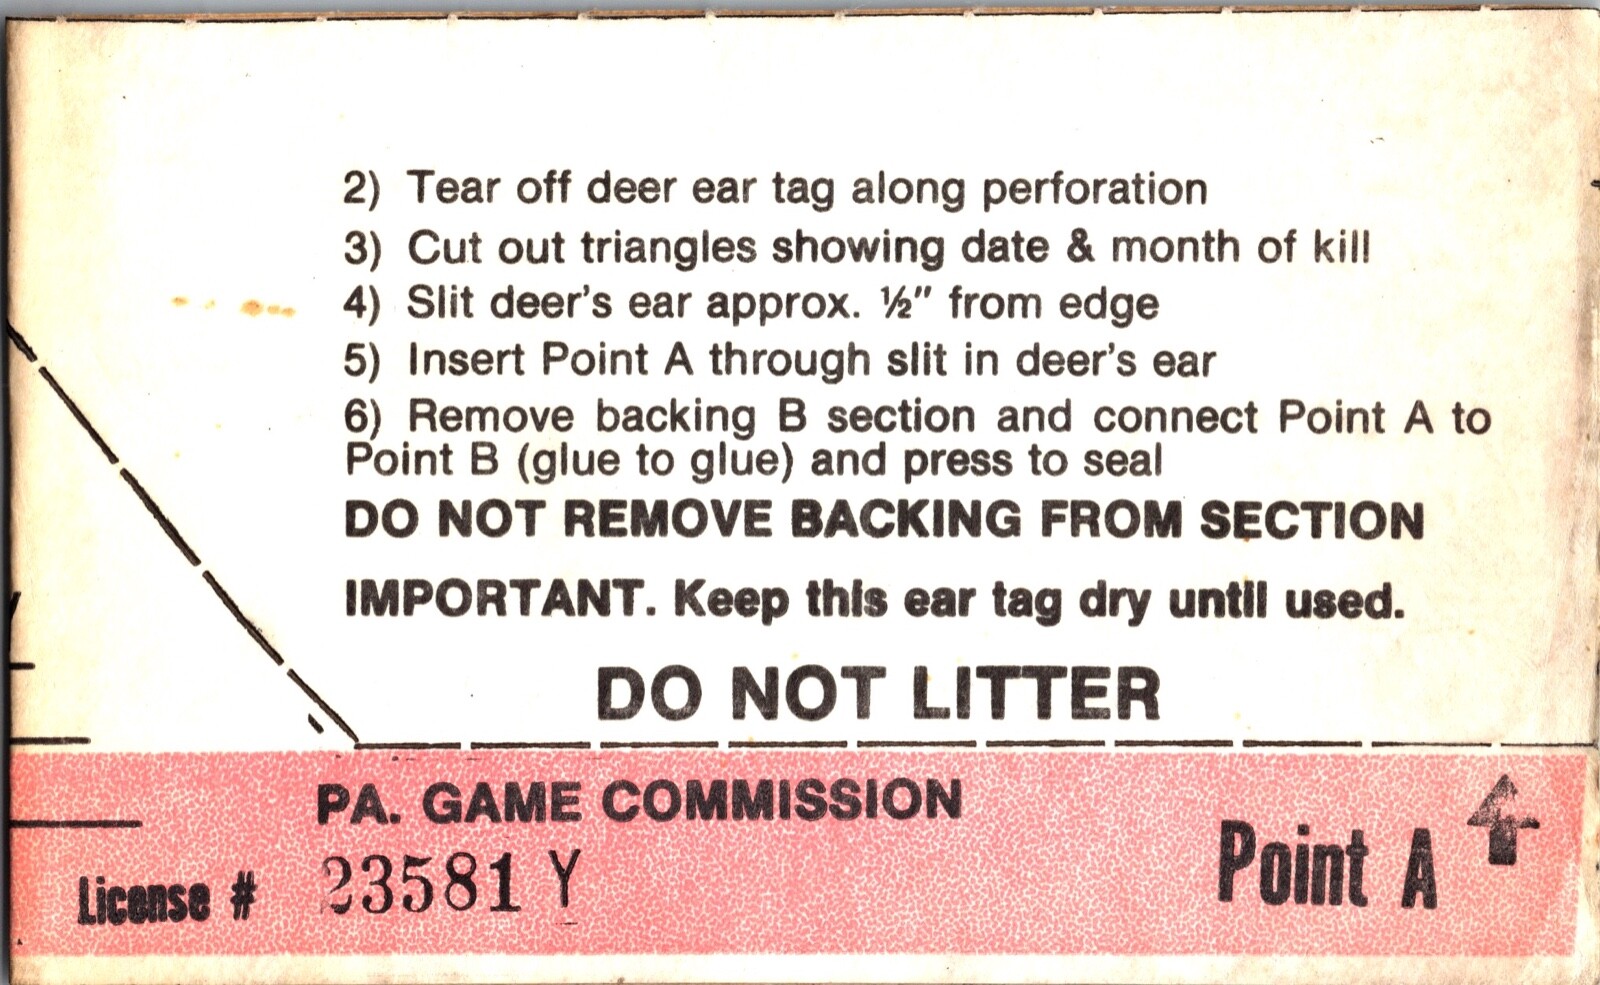 2) Tear off deer ear tag along perforation
3) Cut out triangles showing date & month of kill
4) Slit deer's ear approx. ½" from edge
5) Insert Point A through slit in deer's ear
6) Remove backing B section and connect Point A to
Point B (glue to glue) and press to seal
DO NOT REMOVE BACKING FROM SECTION
IMPORTANT. Keep this ear tag dry until used.
DO NOT LITTER
PA. GAME COMMISSION
License # 23581 Y
Point A